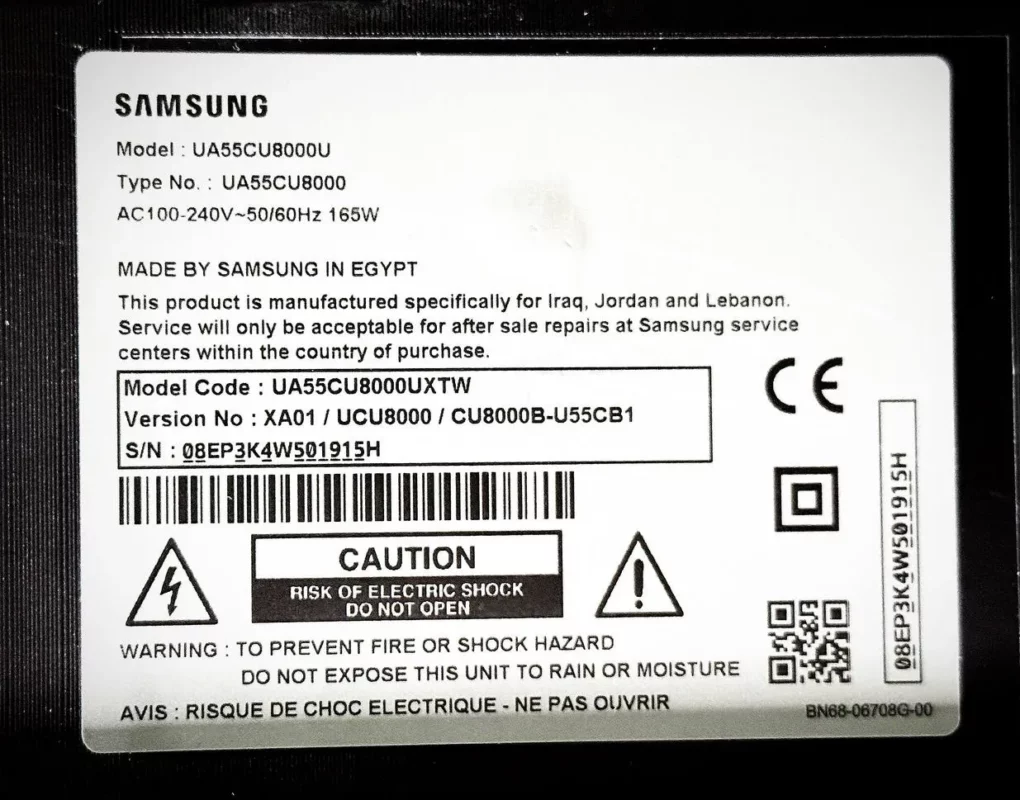 SAMSUNG
Model : UA55CU8000U
Type No. : UA55CU8000
AC100-240V~50/60Hz 165W
MADE BY SAMSUNG IN EGYPT
This product is manufactured specifically for Iraq, Jordan and Lebanon.
Service will only be acceptable for after sale repairs at Samsung service
centers within the country of purchase.
Model Code : UA55CU8000UXTW
Version No : XA01 / UCU8000 / CU8000B-U55CB1
S/N : 08EP3K4W501915H
CE
08EP3K4W501915H
CAUTION
RISK OF ELECTRIC SHOCK
DO NOT OPEN
WARNING : TO PREVENT FIRE OR SHOCK HAZARD
DO NOT EXPOSE THIS UNIT TO RAIN OR MOISTURE
AVIS : RISQUE DE CHOC ELECTRIQUE - NE PAS OUVRIR
BN68-06708G-00